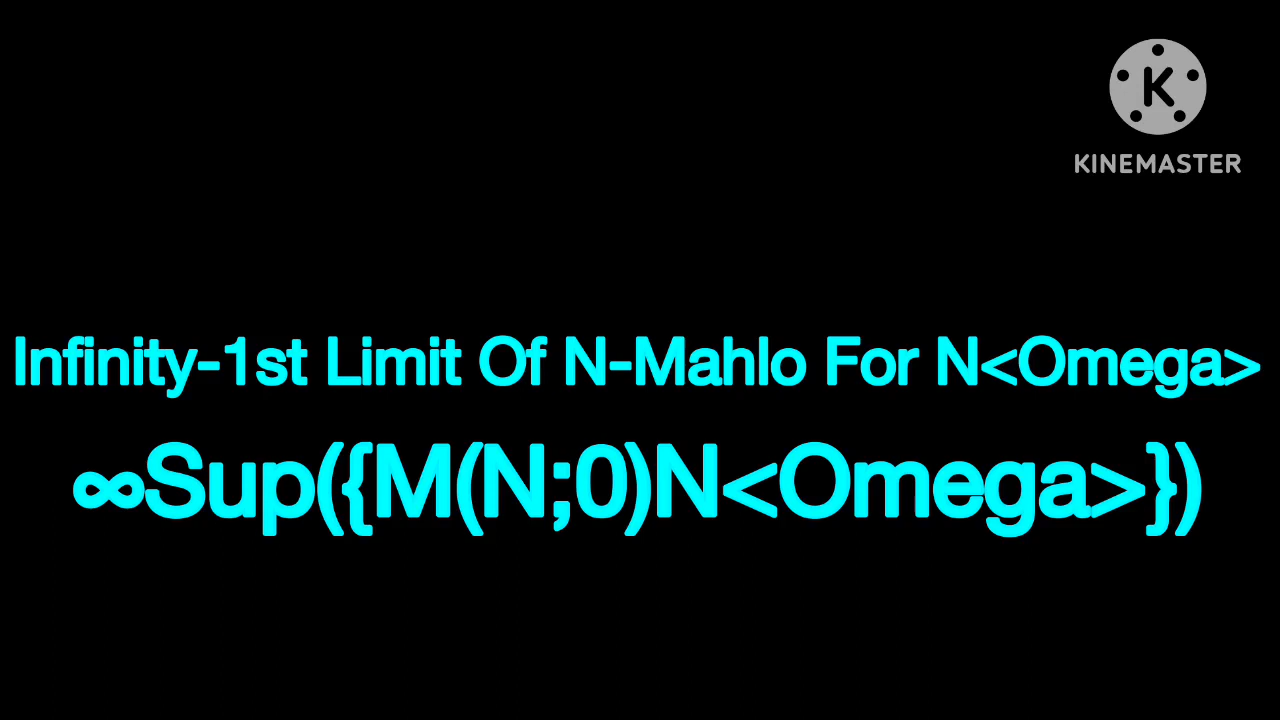 K
KINEMASTER
Infinity-1st Limit Of N-Mahlo For N<Omega>
∞Sup({M(N;0)N<Omega>})